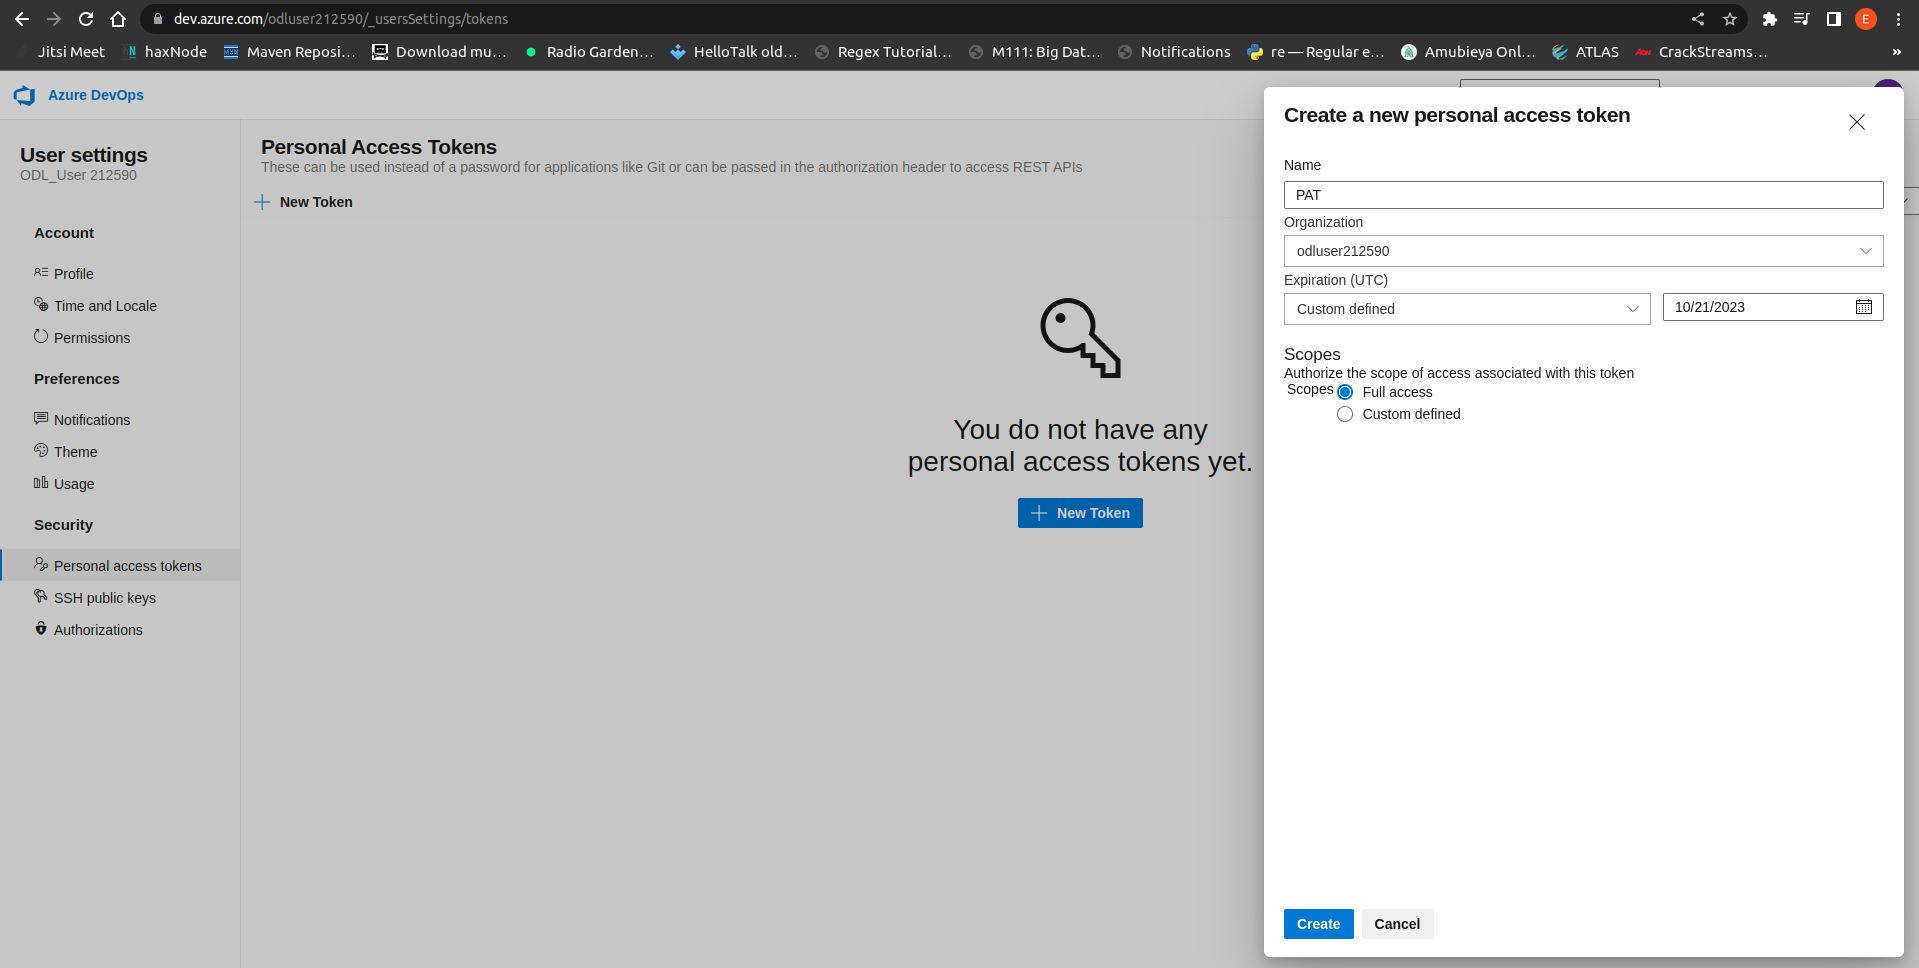 dev.azure.com/odluser212590/_usersSettings/tokens
E
Jitsi Meet haxNode Maven Reposi... Download mu... Radio Garden... HelloTalk old... Regex Tutorial... M111: Big Dat... Notifications re — Regular e... Amubieya Onl... ATLAS CrackStreams... »
Azure DevOps
User settings
ODL_User 212590
Account
Profile
Time and Locale
Permissions
Preferences
Notifications
Theme
Usage
Security
Personal access tokens
SSH public keys
Authorizations
Personal Access Tokens
These can be used instead of a password for applications like Git or can be passed in the authorization header to access REST APIs
New Token
You do not have any
personal access tokens yet.
New Token
Create a new personal access token
Name
PAT
Organization
odluser212590
Expiration (UTC)
Custom defined 10/21/2023
Scopes
Authorize the scope of access associated with this token
Scopes Full access
Custom defined
Create Cancel